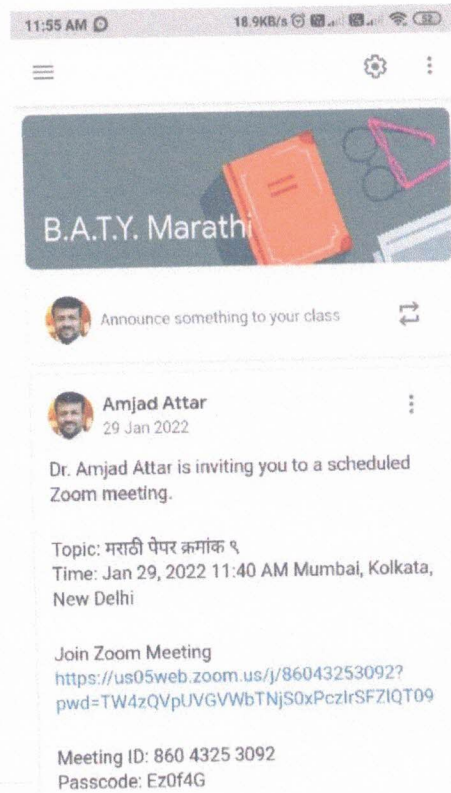 11:55 AM
18.9KB/s
52
B.A.T.Y. Marathi
Announce something to your class
Amjad Attar
29 Jan 2022
Dr. Amjad Attar is inviting you to a scheduled
Zoom meeting.
Topic: मराठी पेपर क्रमांक ९
Time: Jan 29, 2022 11:40 AM Mumbai, Kolkata,
New Delhi
Join Zoom Meeting
https://us05web.zoom.us/j/86043253092?
pwd=TW4zQVpUVGVWbTNjS0xPczIrSFZIQT09
Meeting ID: 860 4325 3092
Passcode: Ez0f4G